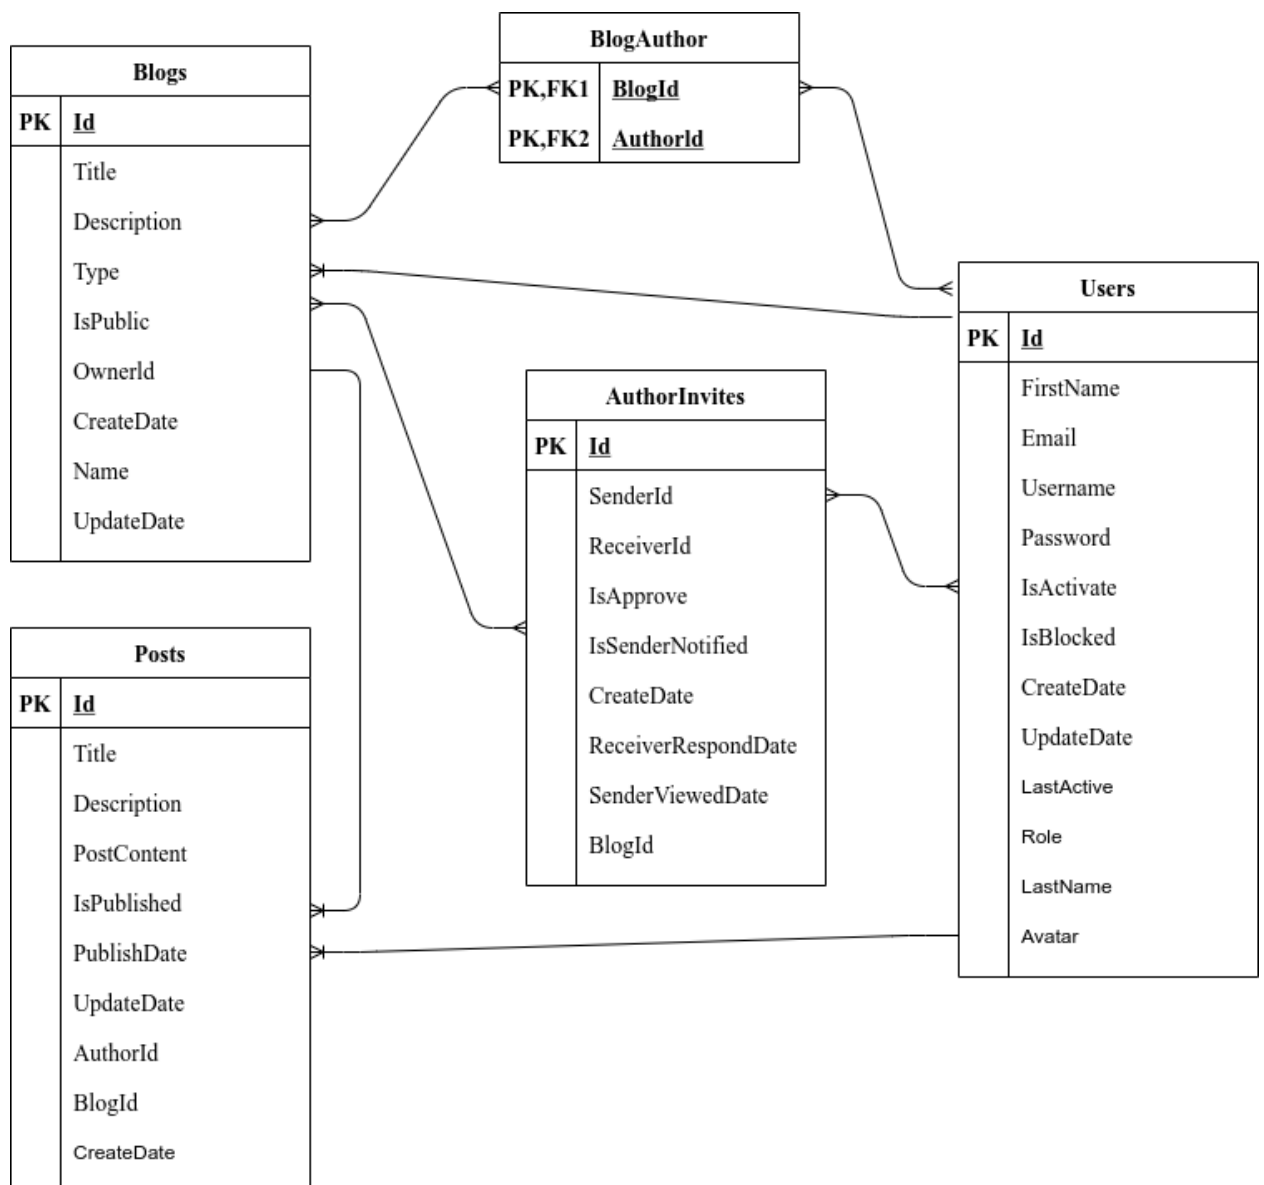 Blogs
PK Id
Title
Description
Type
IsPublic
OwnerId
CreateDate
Name
UpdateDate
BlogAuthor
PK,FK1 BlogId
PK,FK2 AuthorId
Users
PK Id
FirstName
Email
Username
Password
IsActivate
IsBlocked
CreateDate
UpdateDate
LastActive
Role
LastName
Avatar
AuthorInvites
PK Id
SenderId
ReceiverId
IsApprove
IsSenderNotified
CreateDate
ReceiverRespondDate
SenderViewedDate
BlogId
Posts
PK Id
Title
Description
PostContent
IsPublished
PublishDate
UpdateDate
AuthorId
BlogId
CreateDate